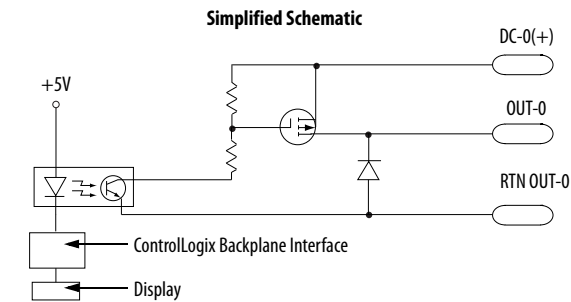 Simplified Schematic
DC-0(+)
+5V
OUT-0
RTN OUT-0
ControlLogix Backplane Interface
Display